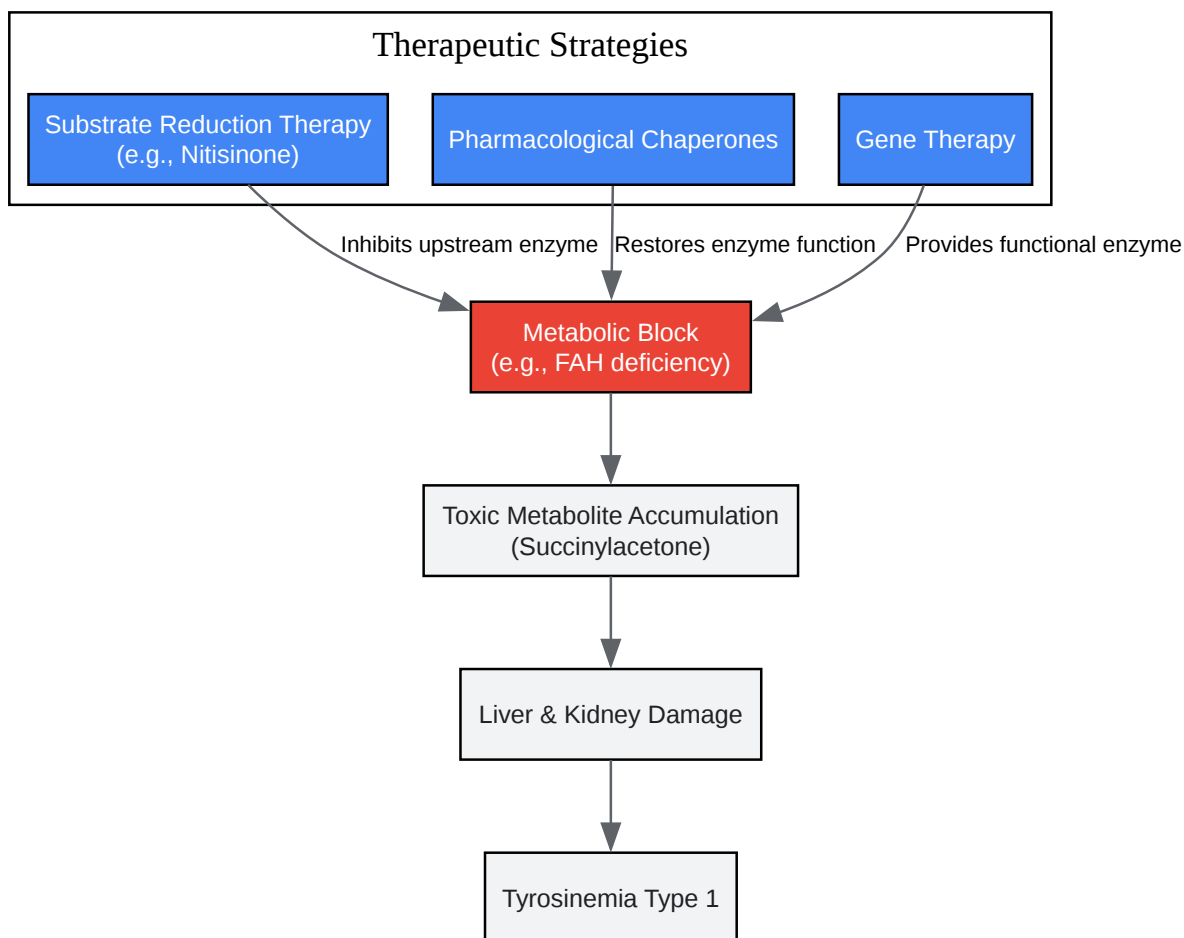 Therapeutic Strategies
Substrate Reduction Therapy
(e.g., Nitisinone)
Pharmacological Chaperones
Gene Therapy
Inhibits upstream enzyme
Restores enzyme function
Provides functional enzyme
Metabolic Block
(e.g., FAH deficiency)
Toxic Metabolite Accumulation
(Succinylacetone)
Liver & Kidney Damage
Tyrosinemia Type 1